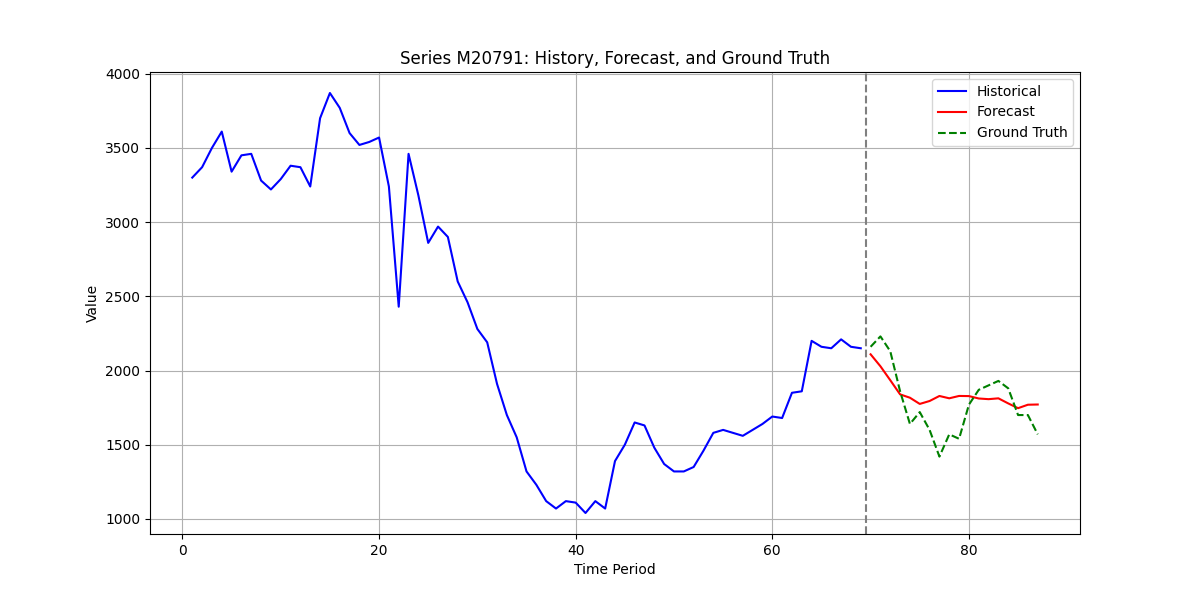 Series M20791: History, Forecast, and Ground Truth
Historical
Forecast
Ground Truth
Value
4000
3500
3000
2500
2000
1500
1000
0
20
40
60
80
Time Period